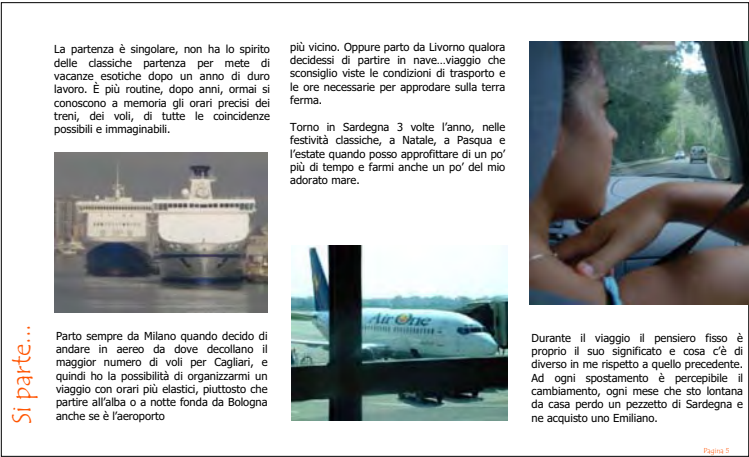 La partenza è singolare, non ha lo spirito
delle classiche partenza per mete di
vacanze esotiche dopo un anno di duro
lavoro. È più routine, dopo anni, ormai si
conoscono a memoria gli orari precisi dei
treni, dei voli, di tutte le coincidenze
possibili e immaginabili.
Si parte...
Parto sempre da Milano quando decido di
andare in aereo da dove decollano il
maggior numero di voli per Cagliari, e
quindi ho la possibilità di organizzarmi un
viaggio con orari più elastici, piuttosto che
partire all’alba o a notte fonda da Bologna
anche se è l’aeroporto
più vicino. Oppure parto da Livorno qualora
decidessi di partire in nave…viaggio che
sconsiglio viste le condizioni di trasporto e
le ore necessarie per approdare sulla terra
ferma.
Torno in Sardegna 3 volte l’anno, nelle
festività classiche, a Natale, a Pasqua e
l’estate quando posso approfittare di un po’
più di tempo e farmi anche un po’ del mio
adorato mare.
Air One
Durante il viaggio il pensiero fisso è
proprio il suo significato e cosa c’è di
diverso in me rispetto a quello precedente.
Ad ogni spostamento è percepibile il
cambiamento, ogni mese che sto lontana
da casa perdo un pezzetto di Sardegna e
ne acquisto uno Emiliano.
Pagina 5